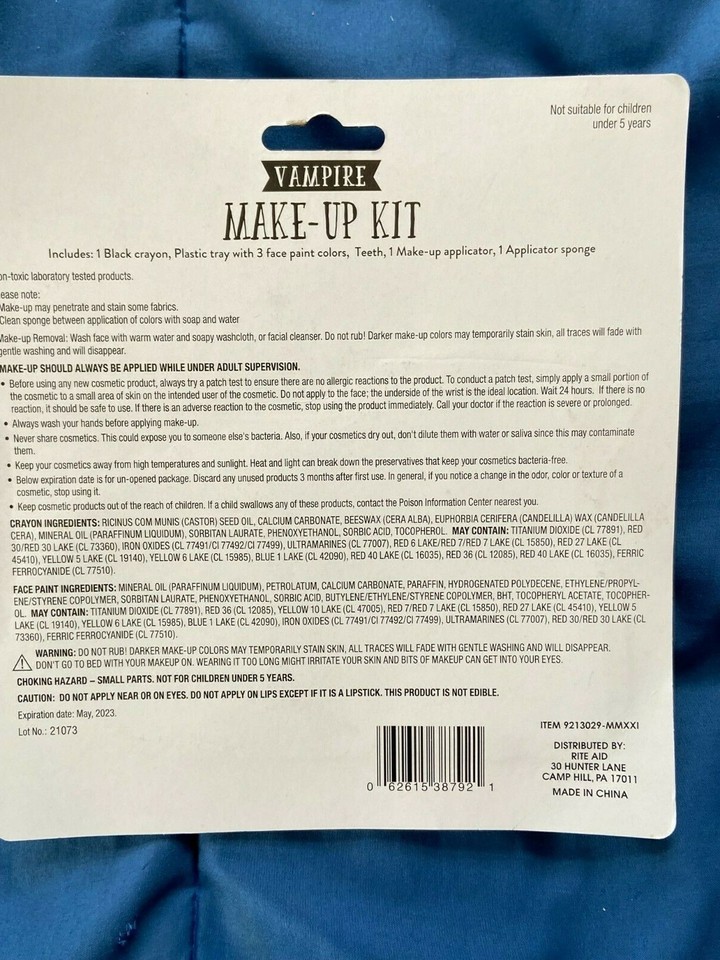 Not suitable for children
under 5 years
VAMPIRE
MAKE-UP KIT
Includes: 1 Black crayon, Plastic tray with 3 face paint colors, Teeth, 1 Make-up applicator, 1 Applicator sponge
on-toxic laboratory tested products.
ease note:
Make-up may penetrate and stain some fabrics.
Clean sponge between application of colors with soap and water
Make-up Removal: Wash face with warm water and soapy washcloth, or facial cleanser. Do not rub! Darker make-up colors may temporarily stain skin, all traces will fade with
gentle washing and will disappear.
MAKE-UP SHOULD ALWAYS BE APPLIED WHILE UNDER ADULT SUPERVISION.
• Before using any new cosmetic product, always try a patch test to ensure there are no allergic reactions to the product. To conduct a patch test, simply apply a small portion of
the cosmetic to a small area of skin on the intended user of the cosmetic. Do not apply to the face; the underside of the wrist is the ideal location. Wait 24 hours. If there is no
reaction, it should be safe to use. If there is an adverse reaction to the cosmetic, stop using the product immediately. Call your doctor if the reaction is severe or prolonged.
• Always wash your hands before applying make-up.
• Never share cosmetics. This could expose you to someone else's bacteria. Also, if your cosmetics dry out, don't dilute them with water or saliva since this may contaminate
them.
• Keep your cosmetics away from high temperatures and sunlight. Heat and light can break down the preservatives that keep your cosmetics bacteria-free.
• Below expiration date is for un-opened package. Discard any unused products 3 months after first use. In general, if you notice a change in the odor, color or texture of a
cosmetic, stop using it.
• Keep cosmetic products out of the reach of children. If a child swallows any of these products, contact the Poison Information Center nearest you.
CRAYON INGREDIENTS: RICINUS COM MUNIS (CASTOR) SEED OIL, CALCIUM CARBONATE, BEESWAX (CERA ALBA), EUPHORBIA CERIFERA (CANDELILLA) WAX (CANDELILLA
CERA), MINERAL OIL (PARAFFINUM LIQUIDUM), SORBITAN LAURATE, PHENOXYETHANOL, SORBIC ACID, TOCOPHEROL. MAY CONTAIN: TITANIUM DIOXIDE (CL 77891), RED
30/RED 30 LAKE (CL 73360), IRON OXIDES (CL 77491/CI 77492/CI 77499), ULTRAMARINES (CL 77007), RED 6 LAKE/RED 7/RED 7 LAKE (CL 15850), RED 27 LAKE (CL
45410), YELLOW 5 LAKE (CL 19140), YELLOW 6 LAKE (CL 15985), BLUE 1 LAKE (CL 42090), RED 40 LAKE (CL 16035), RED 36 (CL 12085), RED 40 LAKE (CL 16035), FERRIC
FERROCYANIDE (CL 77510).
FACE PAINT INGREDIENTS: MINERAL OIL (PARAFFINUM LIQUIDUM), PETROLATUM, CALCIUM CARBONATE, PARAFFIN, HYDROGENATED POLYDECENE, ETHYLENE/PROPYL-
ENE/STYRENE COPOLYMER, SORBITAN LAURATE, PHENOXYETHANOL, SORBIC ACID, BUTYLENE/ETHYLENE/STYRENE COPOLYMER, BHT, TOCOPHERYL ACETATE, TOCOPHER-
OL. MAY CONTAIN: TITANIUM DIOXIDE (CL 77891), RED 36 (CL 12085), YELLOW 10 LAKE (CL 47005), RED 7/RED 7 LAKE (CL 15850), RED 27 LAKE (CL 45410), YELLOW 5
LAKE (CL 19140), YELLOW 6 LAKE (CL 15985), BLUE 1 LAKE (CL 42090), IRON OXIDES (CL 77491/CI 77492/CI 77499), ULTRAMARINES (CL 77007), RED 30/RED 30 LAKE (CL
73360), FERRIC FERROCYANIDE (CL 77510).
WARNING: DO NOT RUB! DARKER MAKE-UP COLORS MAY TEMPORARILY STAIN SKIN, ALL TRACES WILL FADE WITH GENTLE WASHING AND WILL DISAPPEAR.
DON'T GO TO BED WITH YOUR MAKEUP ON. WEARING IT TOO LONG MIGHT IRRITATE YOUR SKIN AND BITS OF MAKEUP CAN GET INTO YOUR EYES.
CHOKING HAZARD – SMALL PARTS. NOT FOR CHILDREN UNDER 5 YEARS.
CAUTION: DO NOT APPLY NEAR OR ON EYES. DO NOT APPLY ON LIPS EXCEPT IF IT IS A LIPSTICK. THIS PRODUCT IS NOT EDIBLE.
Expiration date: May, 2023.
Lot No.: 21073
0 62615 38792 1
ITEM 9213029-MMXXI
DISTRIBUTED BY:
RITE AID
30 HUNTER LANE
CAMP HILL, PA 17011
MADE IN CHINA